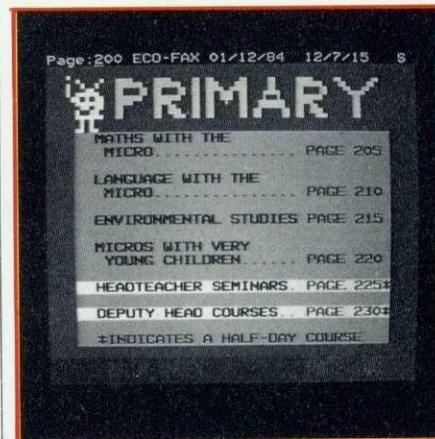 Page:200 ECO-FAX 01/12/84 12/7/15 S
PRIMARY
MATHS WITH THE
MICRO................ PAGE 205
LANGUAGE WITH THE
MICRO................ PAGE 210
ENVIRONMENTAL STUDIES PAGE 215
MICROS WITH VERY
YOUNG CHILDREN...... PAGE 220
HEADTEACHER SEMINARS. PAGE 225‡
DEPUTY HEAD COURSES.. PAGE 230‡
‡INDICATES A HALF-DAY COURSE